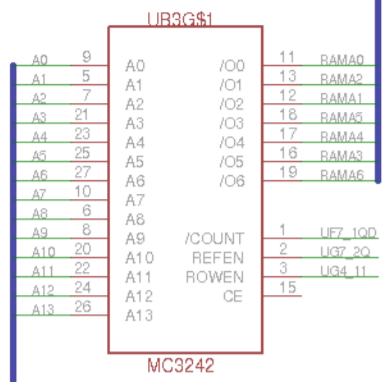 UB3G$1
A0 9 A0 /O0 11 RAMA0
A1 5 A1 /O1 13 RAMA2
A2 7 A2 /O2 12 RAMA1
A3 21 A3 /O3 18 RAMA5
A4 23 A4 /O4 17 RAMA4
A5 25 A5 /O5 16 RAMA3
A6 27 A6 /O6 19 RAMA6
A7 10 A7
A8 6 A8
A9 8 A9 /COUNT 1 UF7_1QD
A10 20 A10 REFEN 2 UG7_2Q
A11 22 A11 ROWEN 3 UG4_11
A12 24 A12 CE 15
A13 26 A13
MC3242